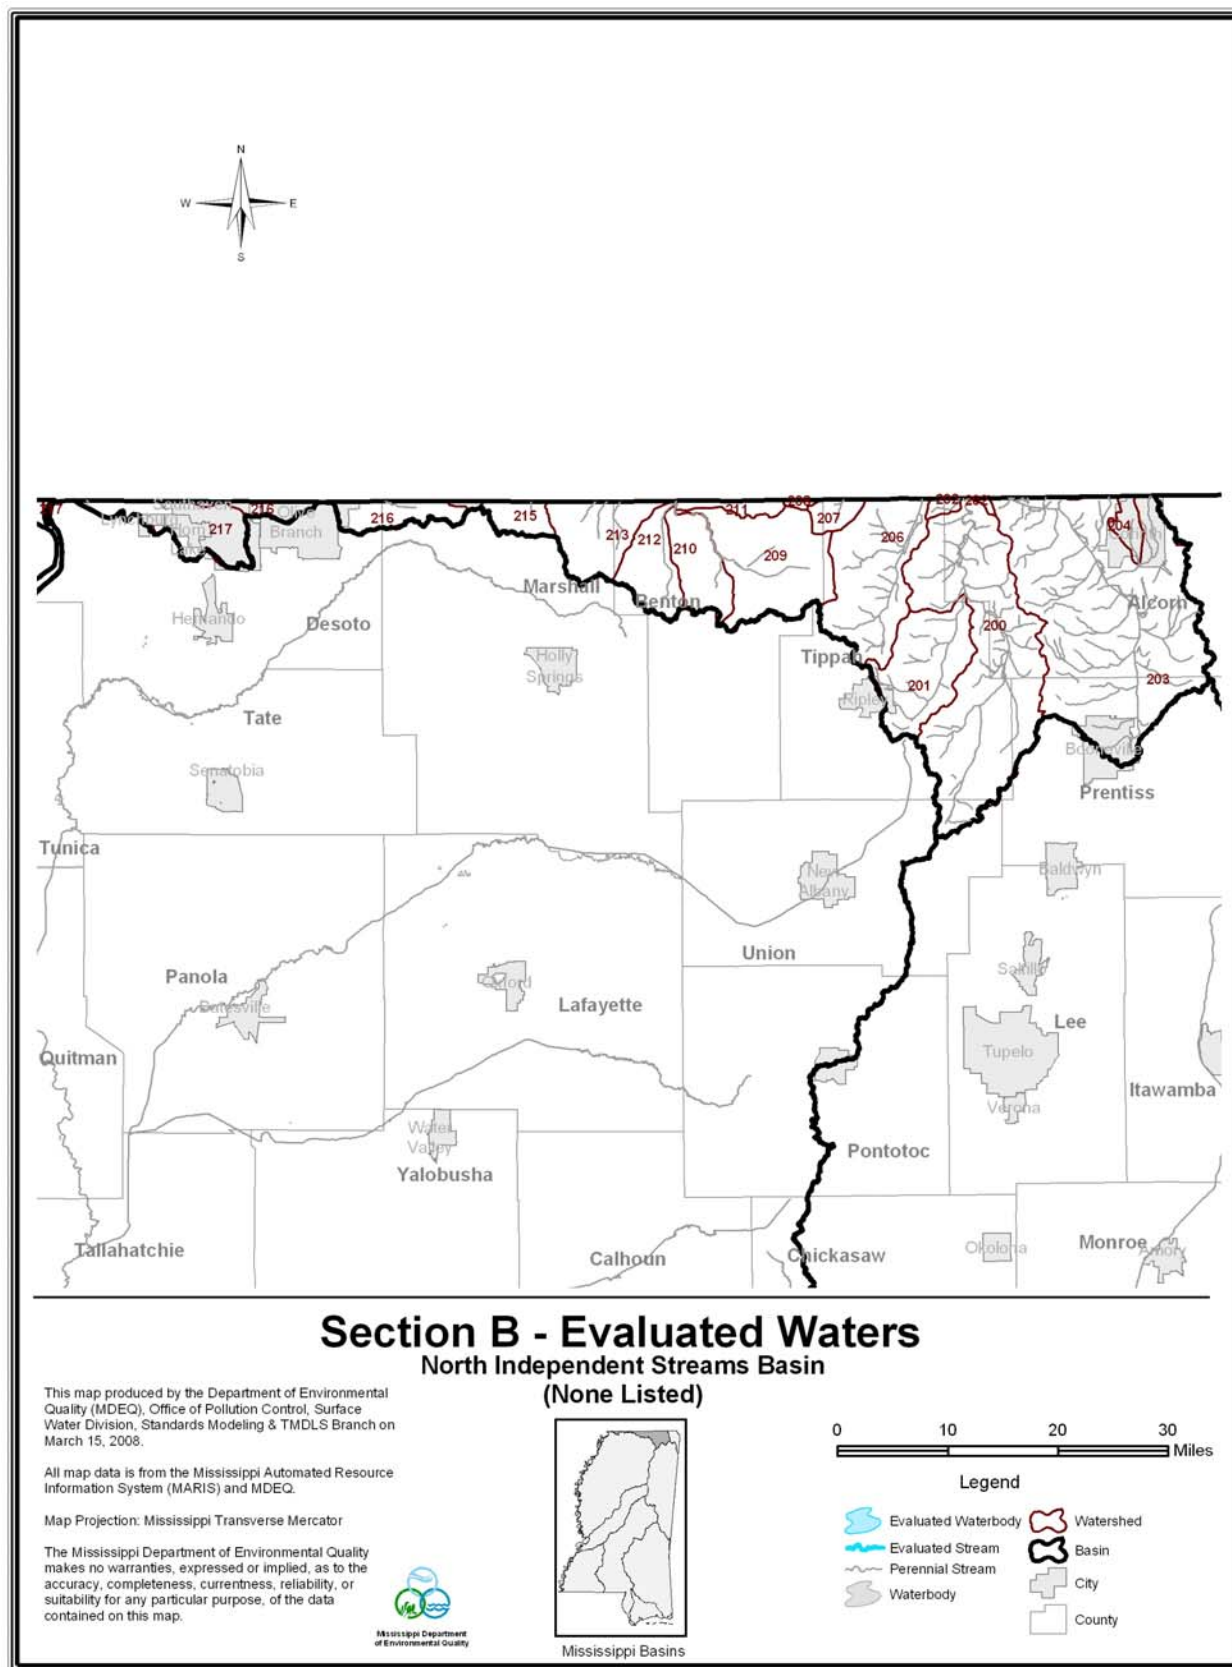 N
W E
S
217
Southaven
216
Olive
Branch
Horn
Lake
217
216
215
213
212
210
211
209
208
207
206
202
204
Corinth
Marshall
Benton
Alcorn
Hernando
Desoto
200
Tippah
Holly
Springs
201
203
Ripley
Tate
Booneville
Senatobia
Prentiss
Tunica
Baldwyn
New
Albany
Union
Panola
Saltillo
Batesville
Oxford
Lafayette
Lee
Quitman
Tupelo
Itawamba
Verona
Water
Valley
Pontotoc
Yalobusha
Tallahatchie
Calhoun
Chickasaw
Okolona
Monroe
Amory
Section B - Evaluated Waters
North Independent Streams Basin
(None Listed)
This map produced by the Department of Environmental
Quality (MDEQ), Office of Pollution Control, Surface
Water Division, Standards Modeling & TMDLS Branch on
March 15, 2008.
All map data is from the Mississippi Automated Resource
Information System (MARIS) and MDEQ.
Map Projection: Mississippi Transverse Mercator
The Mississippi Department of Environmental Quality
makes no warranties, expressed or implied, as to the
accuracy, completeness, currentness, reliability, or
suitability for any particular purpose, of the data
contained on this map.
Mississippi Department
of Environmental Quality
Mississippi Basins
0 10 20 30
Miles
Legend
Evaluated Waterbody
Evaluated Stream
Perennial Stream
Waterbody
Watershed
Basin
City
County